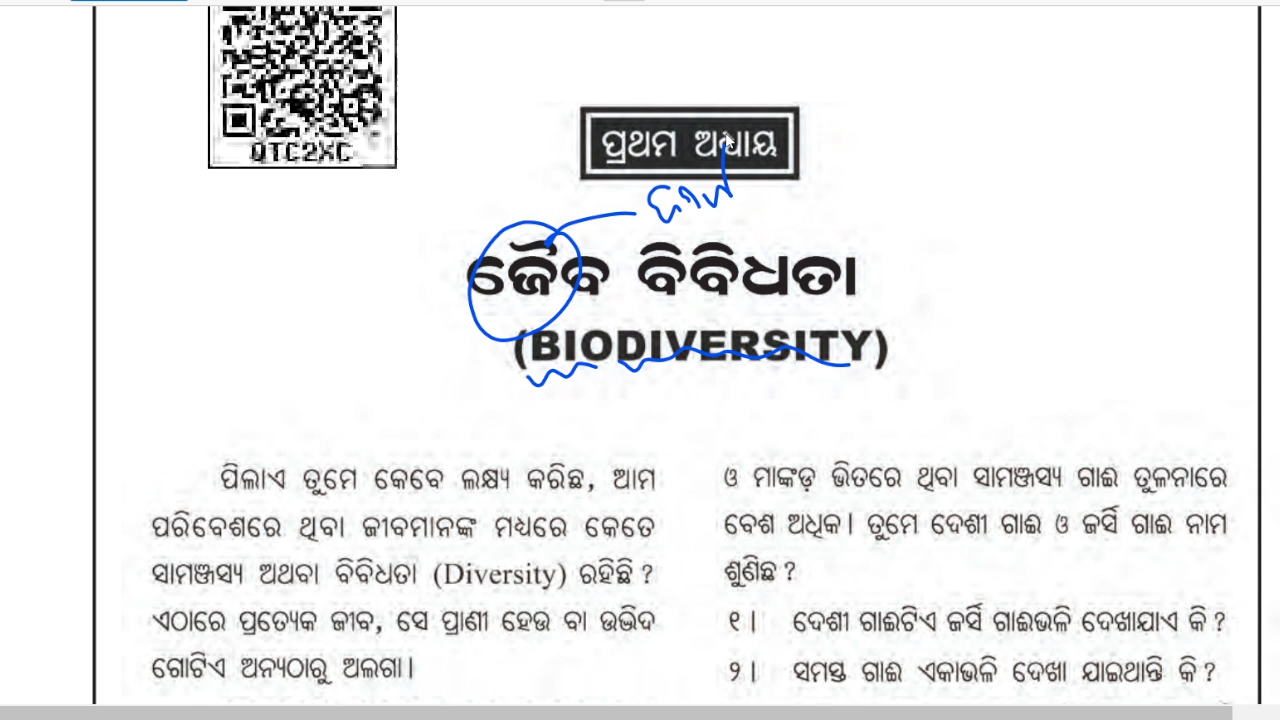 QTC2XC
ପ୍ରଥମ ଅଧ୍ୟାୟ
ଜୈବ ବିବିଧତା
(BIODIVERSITY)
ପିଲାଏ ତୁମେ କେବେ ଲକ୍ଷ୍ୟ କରିଛ, ଆମ
ପରିବେଶରେ ଥିବା ଜୀବମାନଙ୍କ ମଧ୍ୟରେ କେତେ
ସାମଞ୍ଜସ୍ୟ ଅଥବା ବିବିଧତା (Diversity) ରହିଛି ?
ଏଠାରେ ପ୍ରତ୍ୟେକ ଜୀବ, ସେ ପ୍ରାଣୀ ହେଉ ବା ଉଦ୍ଭିଦ
ଗୋଟିଏ ଅନ୍ୟଠାରୁ ଅଲଗା।
ଓ ମାଙ୍କଡ଼ ଭିତରେ ଥିବା ସାମଞ୍ଜସ୍ୟ ଗାଈ ତୁଳନାରେ
ବେଶ ଅଧିକ। ତୁମେ ଦେଶୀ ଗାଈ ଓ ଜର୍ସି ଗାଈ ନାମ
ଶୁଣିଛ ?
୧। ଦେଶୀ ଗାଈଟିଏ ଜର୍ସି ଗାଈଭଳି ଦେଖାଯାଏ କି ?
୨। ସମସ୍ତ ଗାଈ ଏକାଭଳି ଦେଖା ଯାଇଥାନ୍ତି କି ?